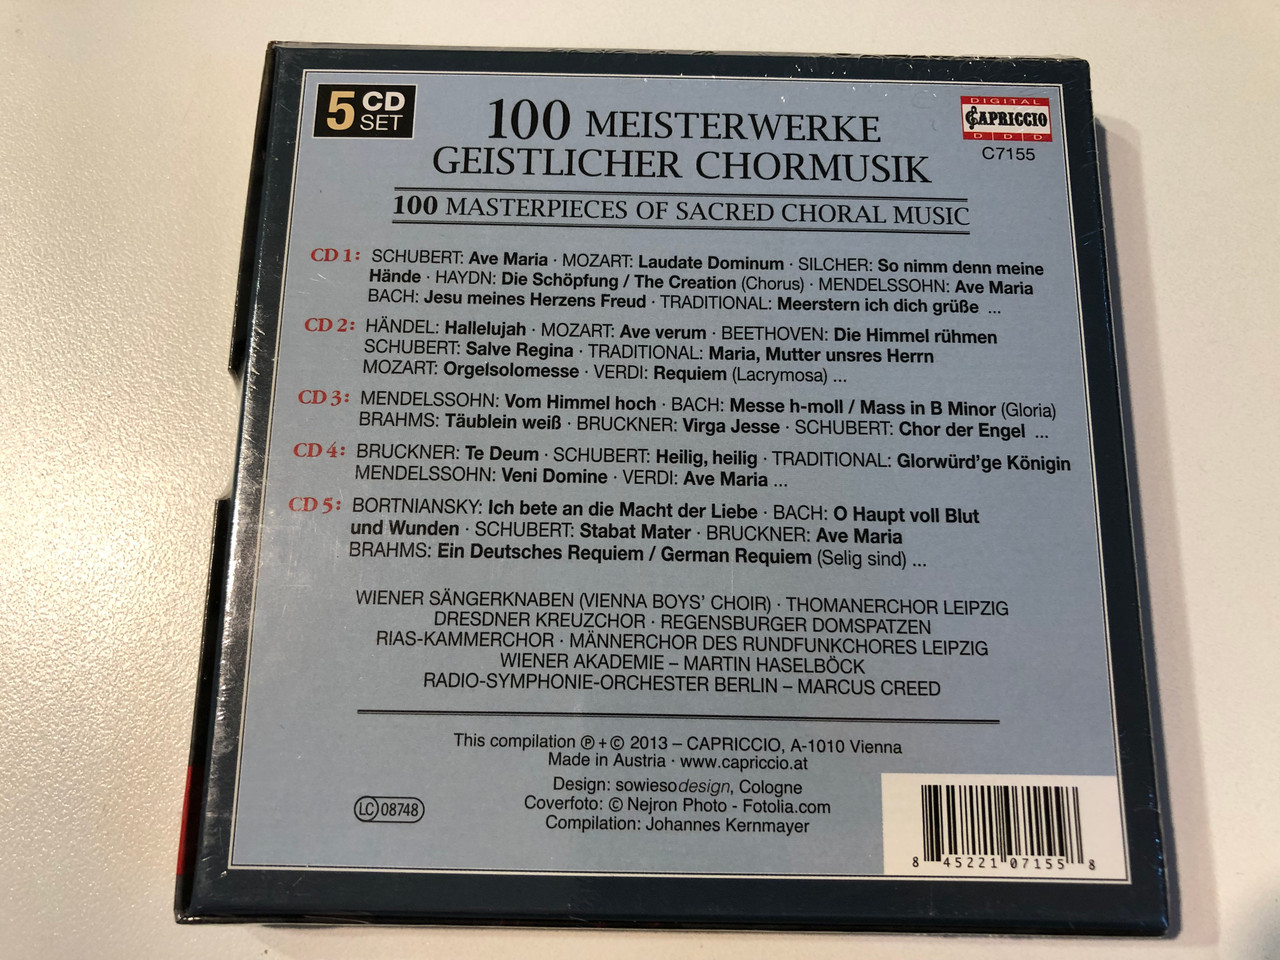 5 CD SET
100 MEISTERWERKE
GEISTLICHER CHORMUSIK
100 MASTERPIECES OF SACRED CHORAL MUSIC
DIGITAL
CAPRICCIO
D D D
C7155
CD 1: SCHUBERT: Ave Maria · MOZART: Laudate Dominum · SILCHER: So nimm denn meine
Hände · HAYDN: Die Schöpfung / The Creation (Chorus) · MENDELSSOHN: Ave Maria
BACH: Jesu meines Herzens Freud · TRADITIONAL: Meerstern ich dich grüße ...
CD 2: HÄNDEL: Hallelujah · MOZART: Ave verum · BEETHOVEN: Die Himmel rühmen
SCHUBERT: Salve Regina · TRADITIONAL: Maria, Mutter unsres Herrn
MOZART: Orgelsolomesse · VERDI: Requiem (Lacrymosa) ...
CD 3: MENDELSSOHN: Vom Himmel hoch · BACH: Messe h-moll / Mass in B Minor (Gloria)
BRAHMS: Täublein weiß · BRUCKNER: Virga Jesse · SCHUBERT: Chor der Engel ...
CD 4: BRUCKNER: Te Deum · SCHUBERT: Heilig, heilig · TRADITIONAL: Glorwürd'ge Königin
MENDELSSOHN: Veni Domine · VERDI: Ave Maria ...
CD 5: BORTNIANSKY: Ich bete an die Macht der Liebe · BACH: O Haupt voll Blut
und Wunden · SCHUBERT: Stabat Mater · BRUCKNER: Ave Maria
BRAHMS: Ein Deutsches Requiem / German Requiem (Selig sind) ...
WIENER SÄNGERKNABEN (VIENNA BOYS' CHOIR) · THOMANERCHOR LEIPZIG
DRESDNER KREUZCHOR · REGENSBURGER DOMSPATZEN
RIAS-KAMMERCHOR · MÄNNERCHOR DES RUNDFUNKCHORES LEIPZIG
WIENER AKADEMIE – MARTIN HASELBÖCK
RADIO-SYMPHONIE-ORCHESTER BERLIN – MARCUS CREED
This compilation ℗ + © 2013 – CAPRICCIO, A-1010 Vienna
Made in Austria · www.capriccio.at
Design: sowiesodesign, Cologne
Coverfoto: © Nejron Photo - Fotolia.com
Compilation: Johannes Kernmayer
LC 08748
8 45221 07155 8